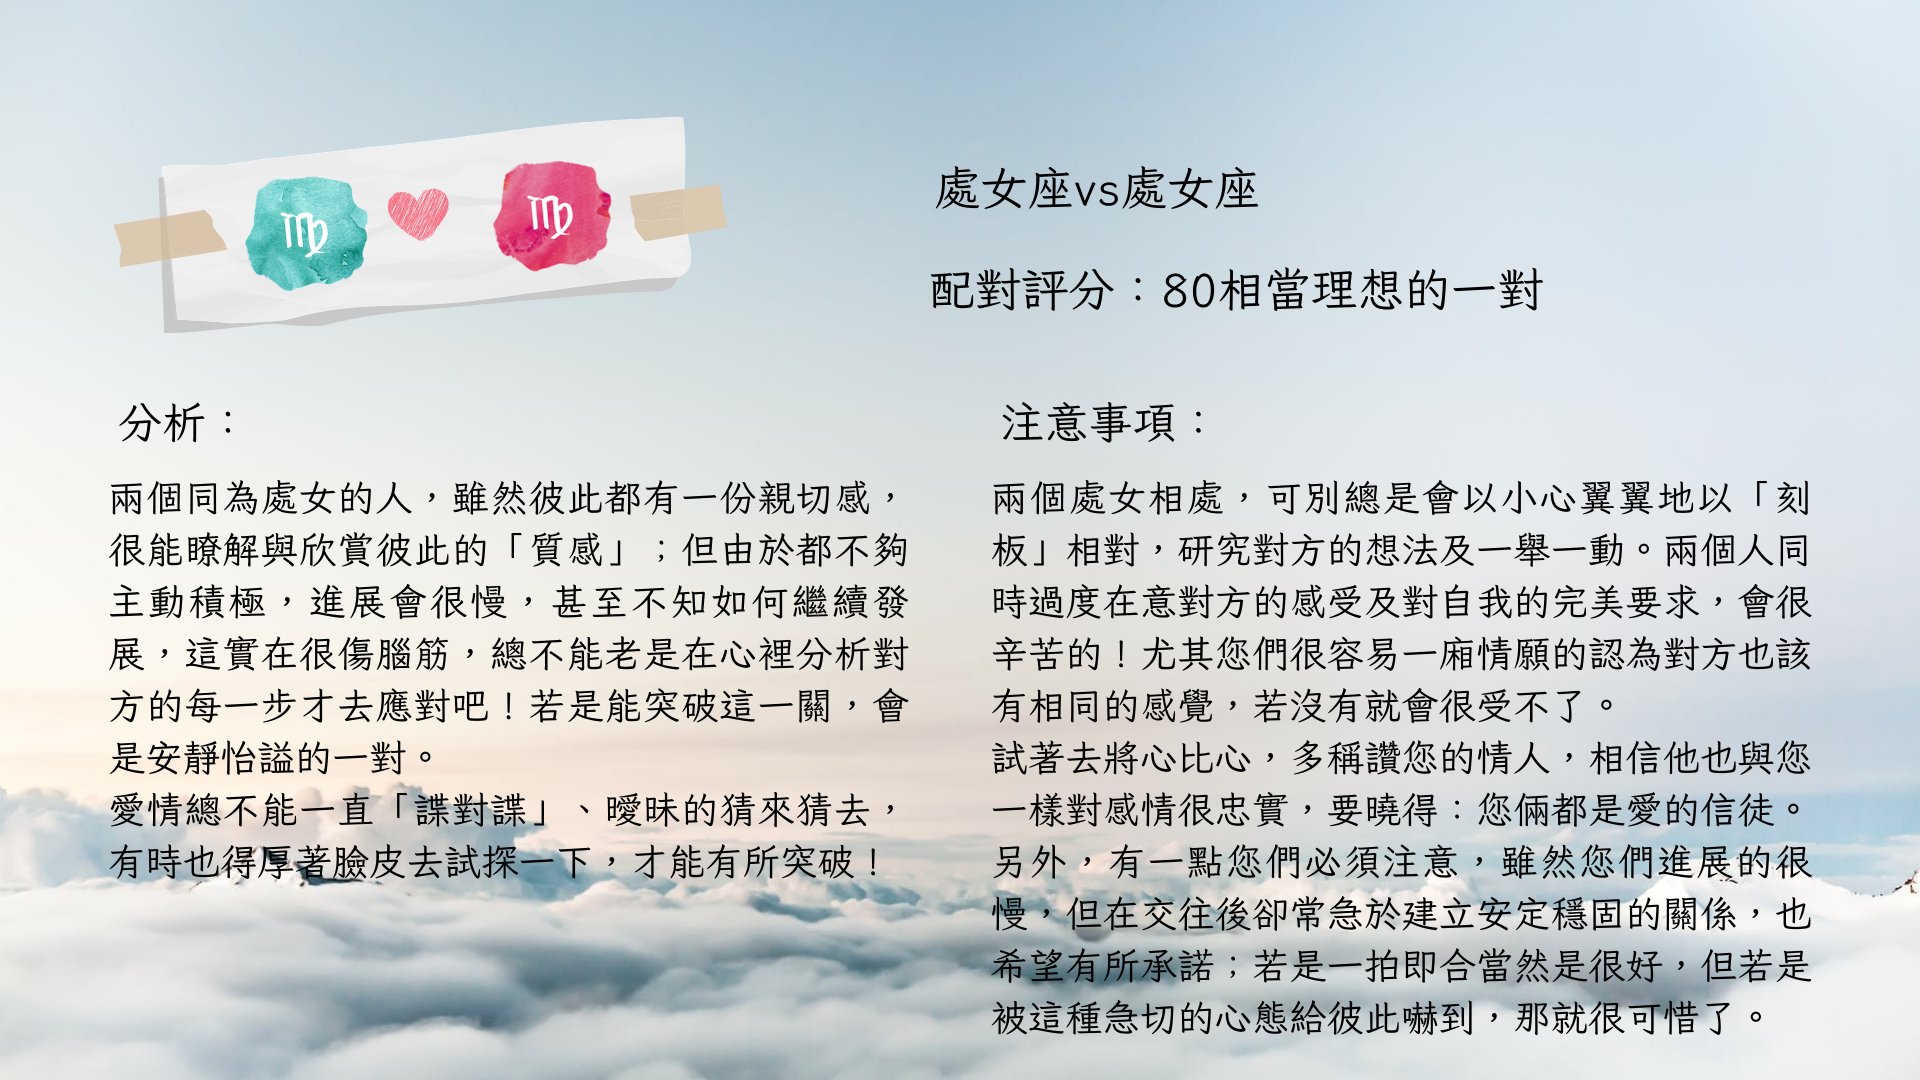 處女座vs處女座
配對評分：80相當理想的一對
分析：
兩個同為處女的人，雖然彼此都有一份親切感，
很能瞭解與欣賞彼此的「質感」；但由於都不夠
主動積極，進展會很慢，甚至不知如何繼續發
展，這實在很傷腦筋，總不能老是在心裡分析對
方的每一步才去應對吧！若是能突破這一關，會
是安靜怡謐的一對。
愛情總不能一直「諜對諜」、曖昧的猜來猜去，
有時也得厚著臉皮去試探一下，才能有所突破！
注意事項：
兩個處女相處，可別總是會以小心翼翼地以「刻
板」相對，研究對方的想法及一舉一動。兩個人同
時過度在意對方的感受及對自我的完美要求，會很
辛苦的！尤其您們很容易一廂情願的認為對方也該
有相同的感覺，若沒有就會很受不了。
試著去將心比心，多稱讚您的情人，相信他也與您
一樣對感情很忠實，要曉得：您倆都是愛的信徒。
另外，有一點您們必須注意，雖然您們進展的很
慢，但在交往後卻常急於建立安定穩固的關係，也
希望有所承諾；若是一拍即合當然是很好，但若是
被這種急切的心態給彼此嚇到，那就很可惜了。